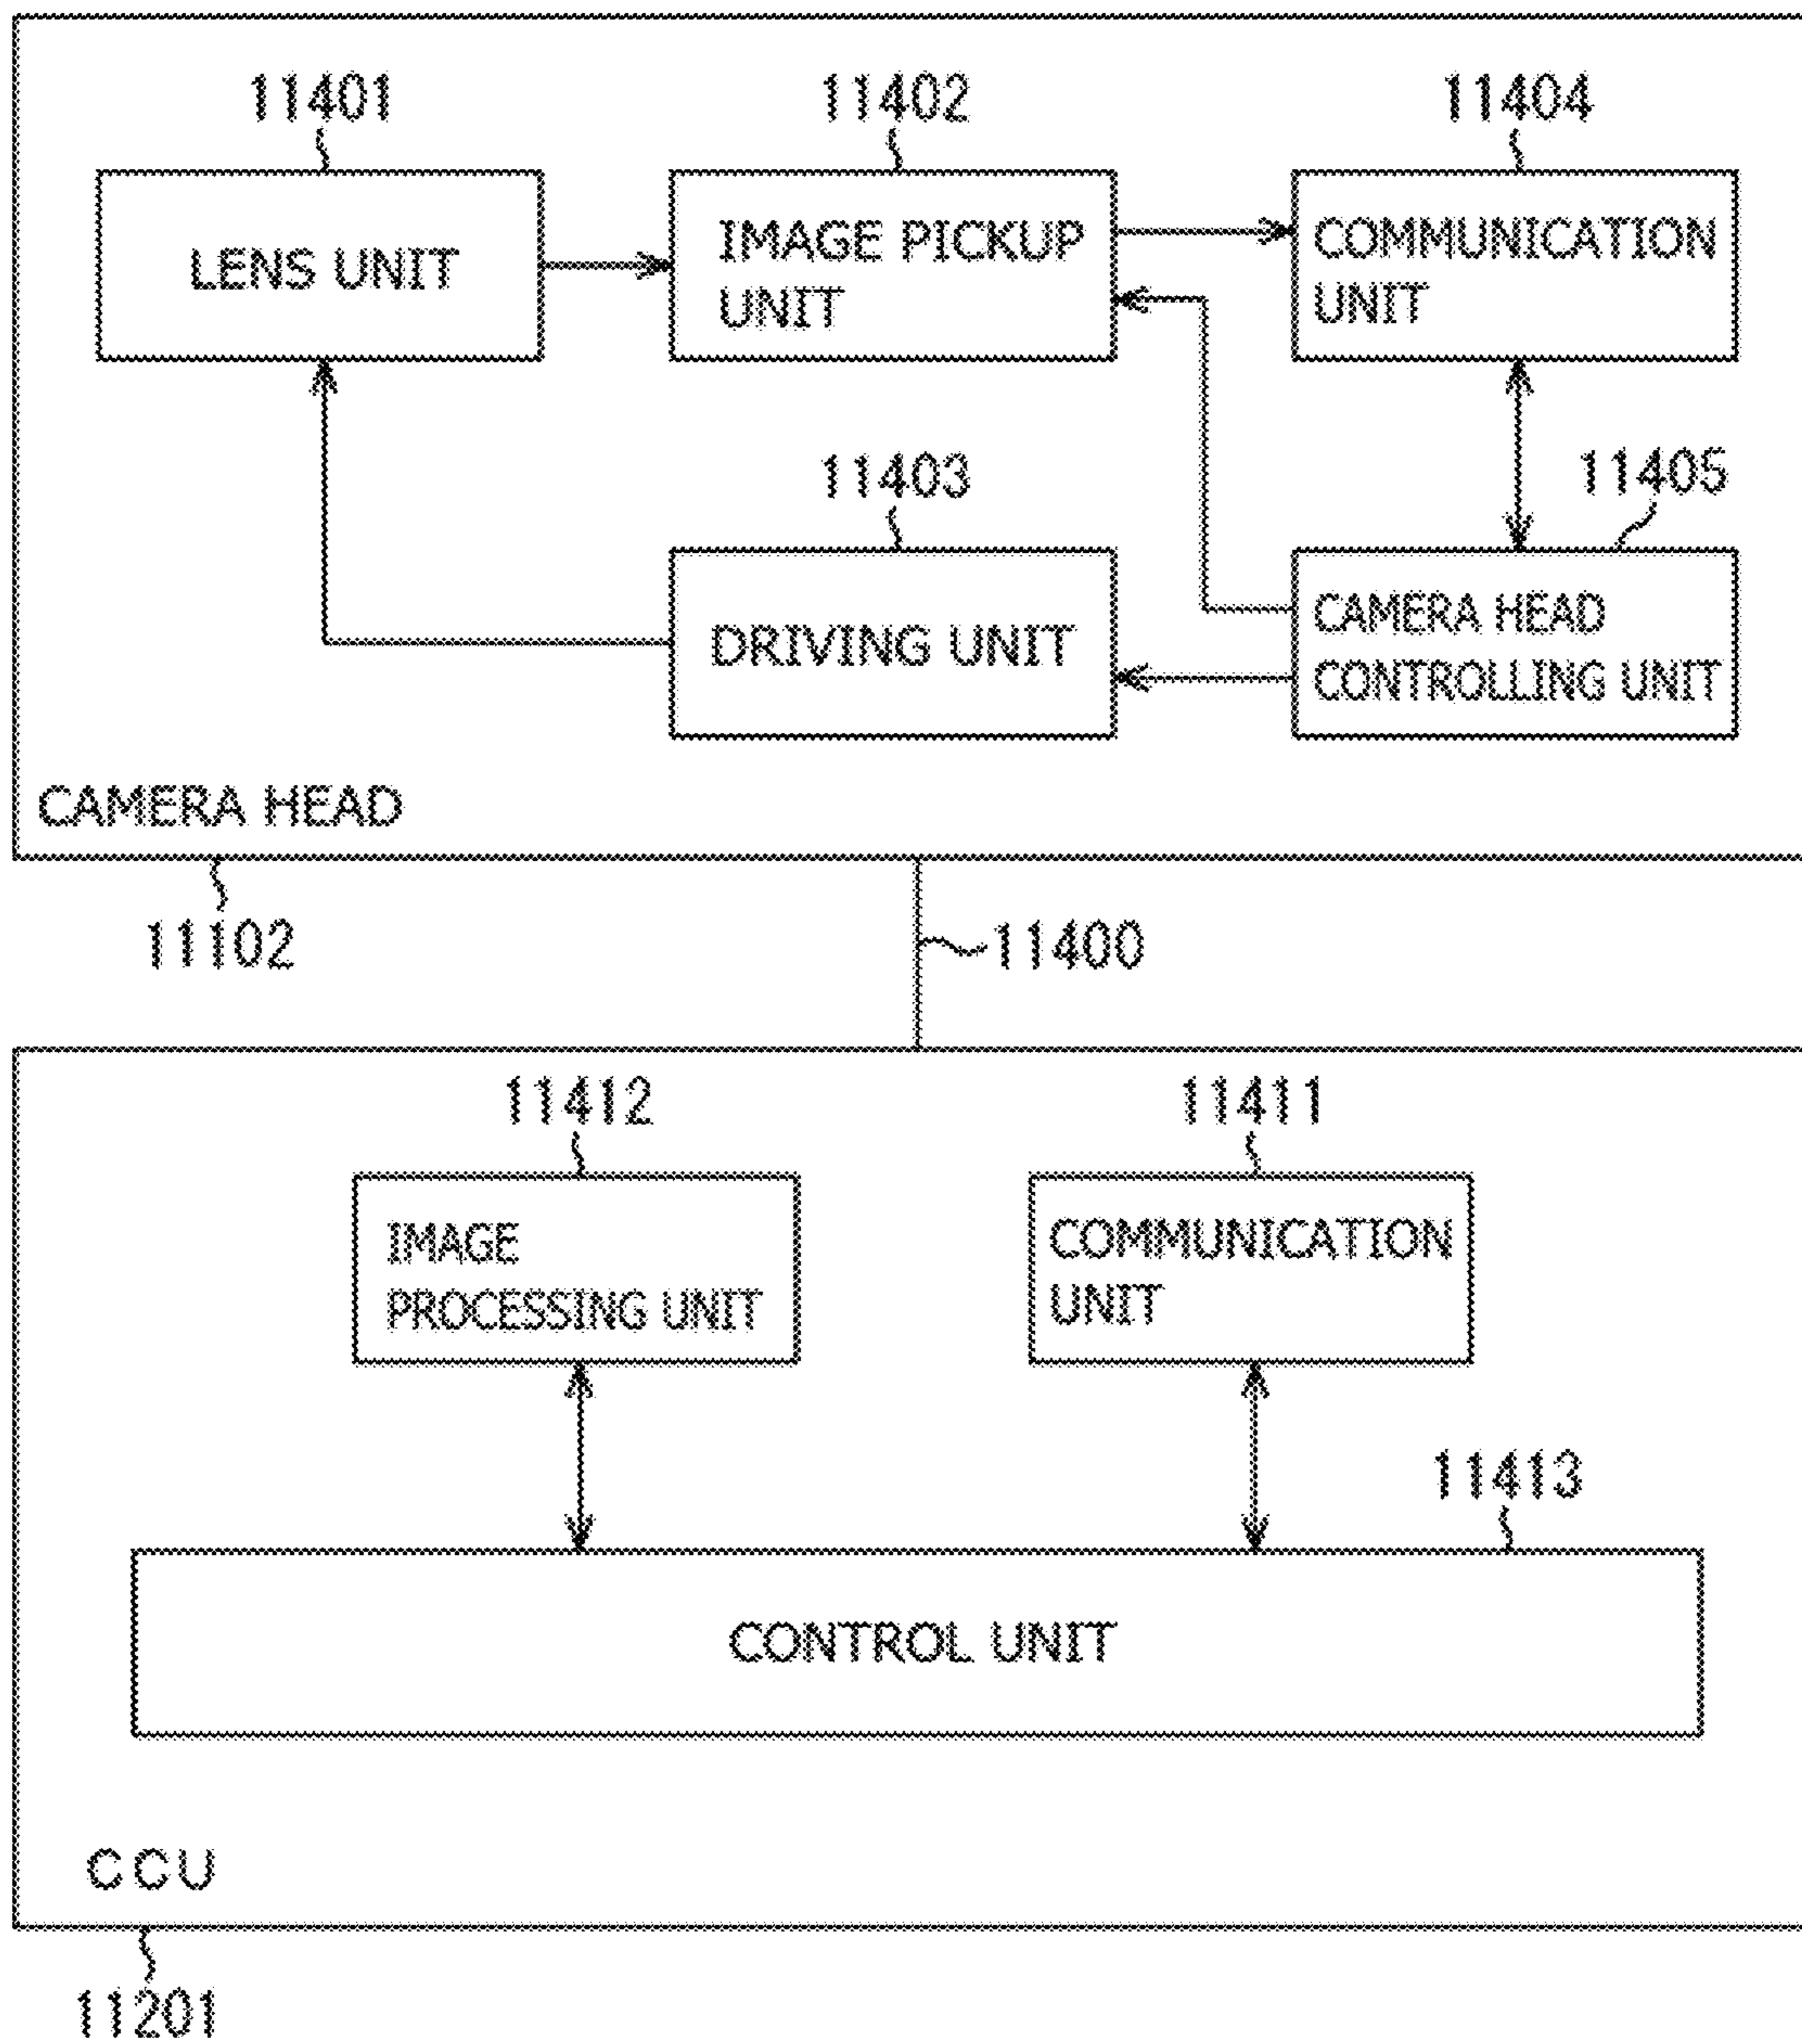 11401
11402
11404
LENS UNIT
IMAGE PICKUP
UNIT
COMMUNICATION
UNIT
11403
11405
DRIVING UNIT
CAMERA HEAD
CONTROLLING UNIT
CAMERA HEAD
11102
11400
11412
11411
IMAGE
PROCESSING UNIT
COMMUNICATION
UNIT
11413
CONTROL UNIT
CCU
11201